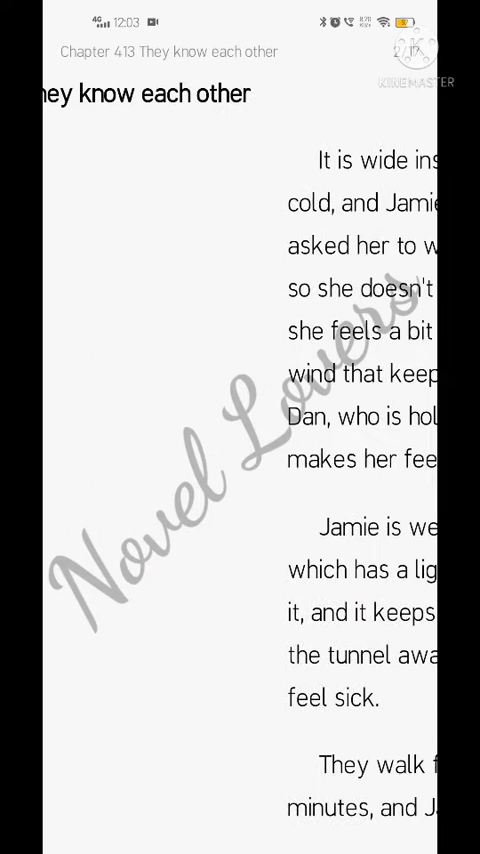 4G 12:03
Chapter 413 They know each other
KINEMASTER
hey know each other
It is wide ins
cold, and Jamie
asked her to w
so she doesn't
she feels a bit
wind that keep
Dan, who is hol
makes her fee
Jamie is we
which has a lig
it, and it keeps
the tunnel awa
feel sick.
They walk f
minutes, and J
Novel Lovers